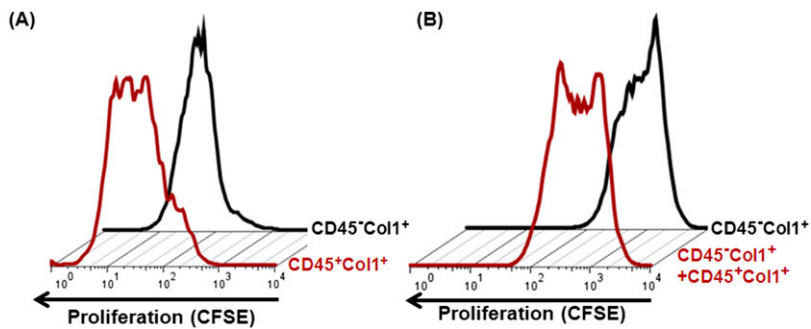 (A)
CD45⁻Col1⁺
CD45⁺Col1⁺
10⁰ 10¹ 10² 10³ 10⁴
Proliferation (CFSE)
(B)
CD45⁻Col1⁺
CD45⁻Col1⁺
+CD45⁺Col1⁺
10⁰ 10¹ 10² 10³ 10⁴
Proliferation (CFSE)